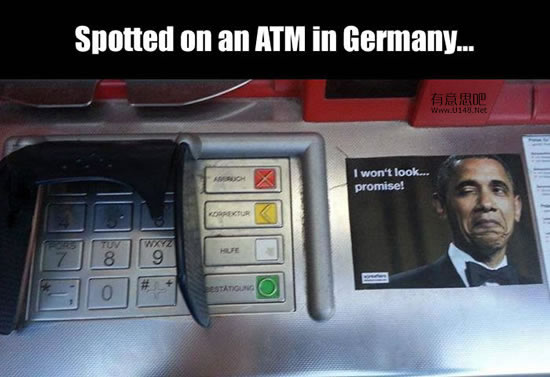 Spotted on an ATM in Germany...
有意思吧
Www.U148.Net
I won't look...
promise!
ABBRUCH
KORREKTUR
HILFE
BESTÄTIGUNG
PQRS
7
TUV
8
WXYZ
9
0